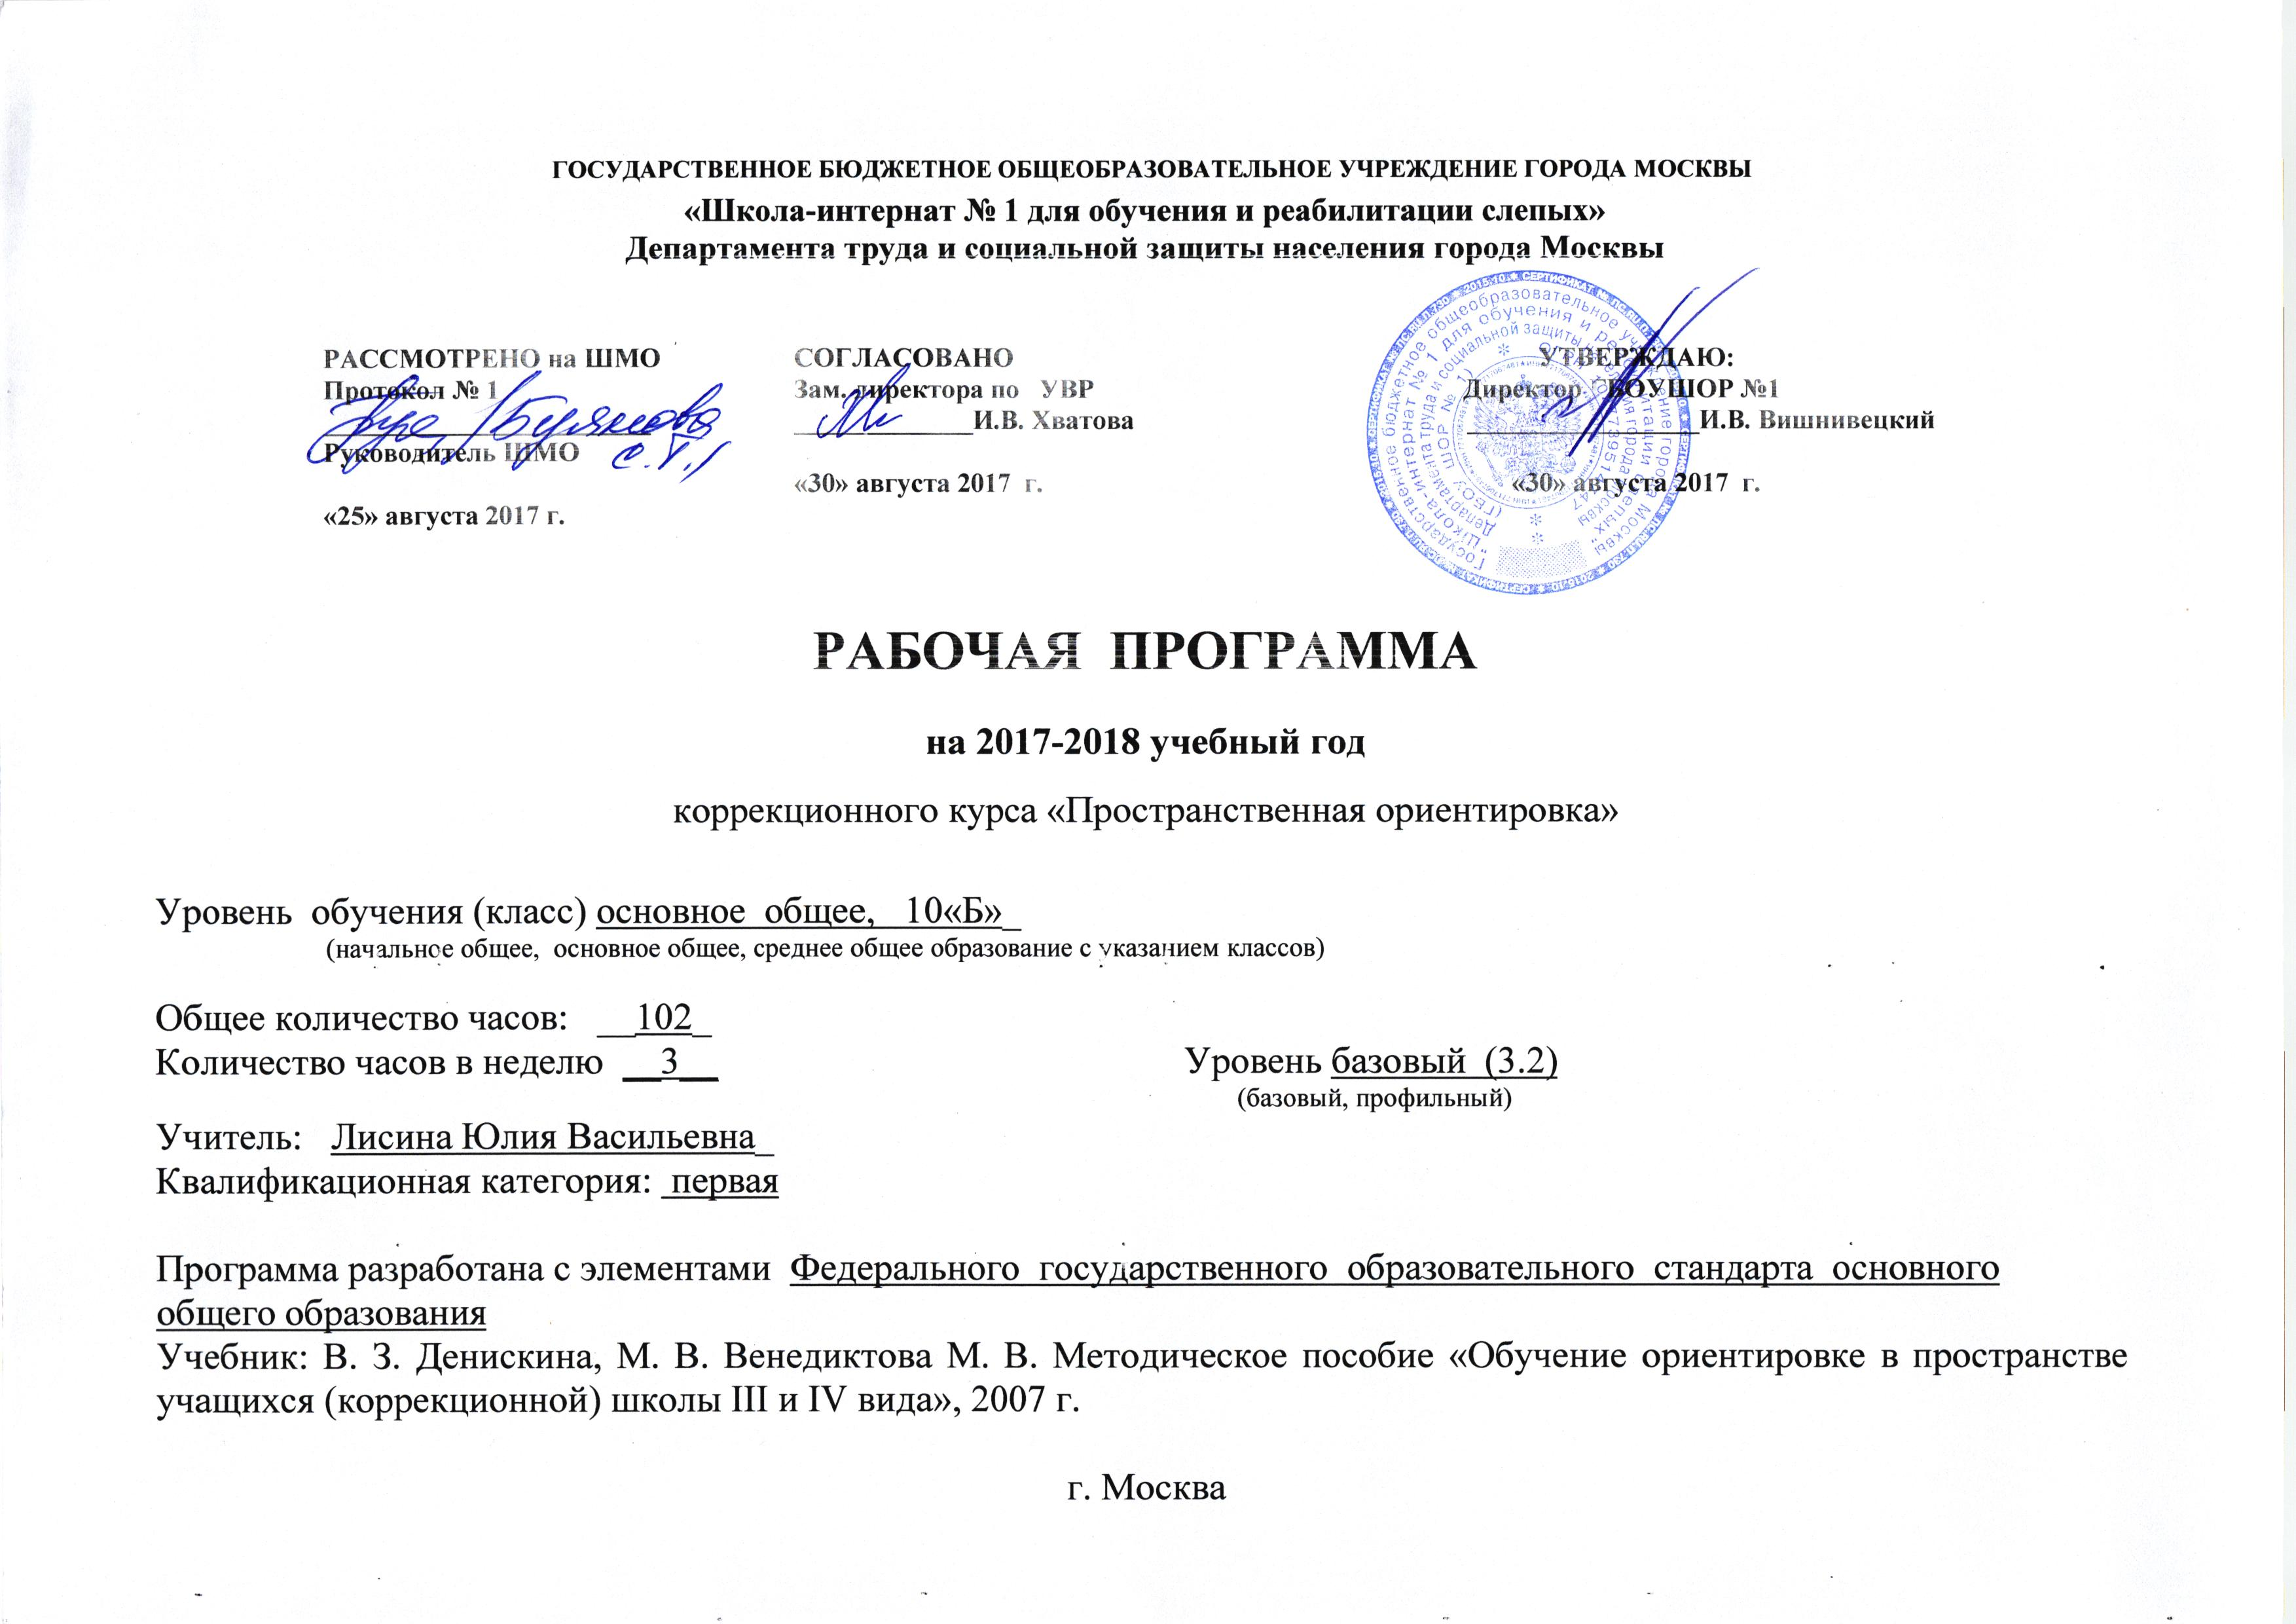 ГОСУДАРСТВЕННОЕ БЮДЖЕТНОЕ ОБЩЕОБРАЗОВАТЕЛЬНОЕ УЧРЕЖДЕНИЕ ГОРОДА МОСКВЫ
«Школа-интернат № 1 для обучения и реабилитации слепых»
Департамента труда и социальной защиты населения города Москвы
РАССМОТРЕНО на ШМО
Протокол № 1
Руководитель ШМО
«25» августа 2017 г.
СОГЛАСОВАНО
Зам. директора по УВР
И.В. Хватова
«30» августа 2017 г.
УТВЕРЖДАЮ:
Директор ГБОУШОР №1
И.В. Вишнивецкий
«30» августа 2017 г.
РАБОЧАЯ ПРОГРАММА
на 2017-2018 учебный год
коррекционного курса «Пространственная ориентировка»
Уровень обучения (класс) основное общее, 10«Б»_
(начальное общее, основное общее, среднее общее образование с указанием классов)
Общее количество часов: __102_
Количество часов в неделю __3__
Уровень базовый (3.2)
(базовый, профильный)
Учитель: Лисина Юлия Васильевна_
Квалификационная категория: первая
Программа разработана с элементами Федерального государственного образовательного стандарта основного
общего образования
Учебник: В. З. Денискина, М. В. Венедиктова М. В. Методическое пособие «Обучение ориентировке в пространстве
учащихся (коррекционной) школы III и IV вида», 2007 г.
г. Москва